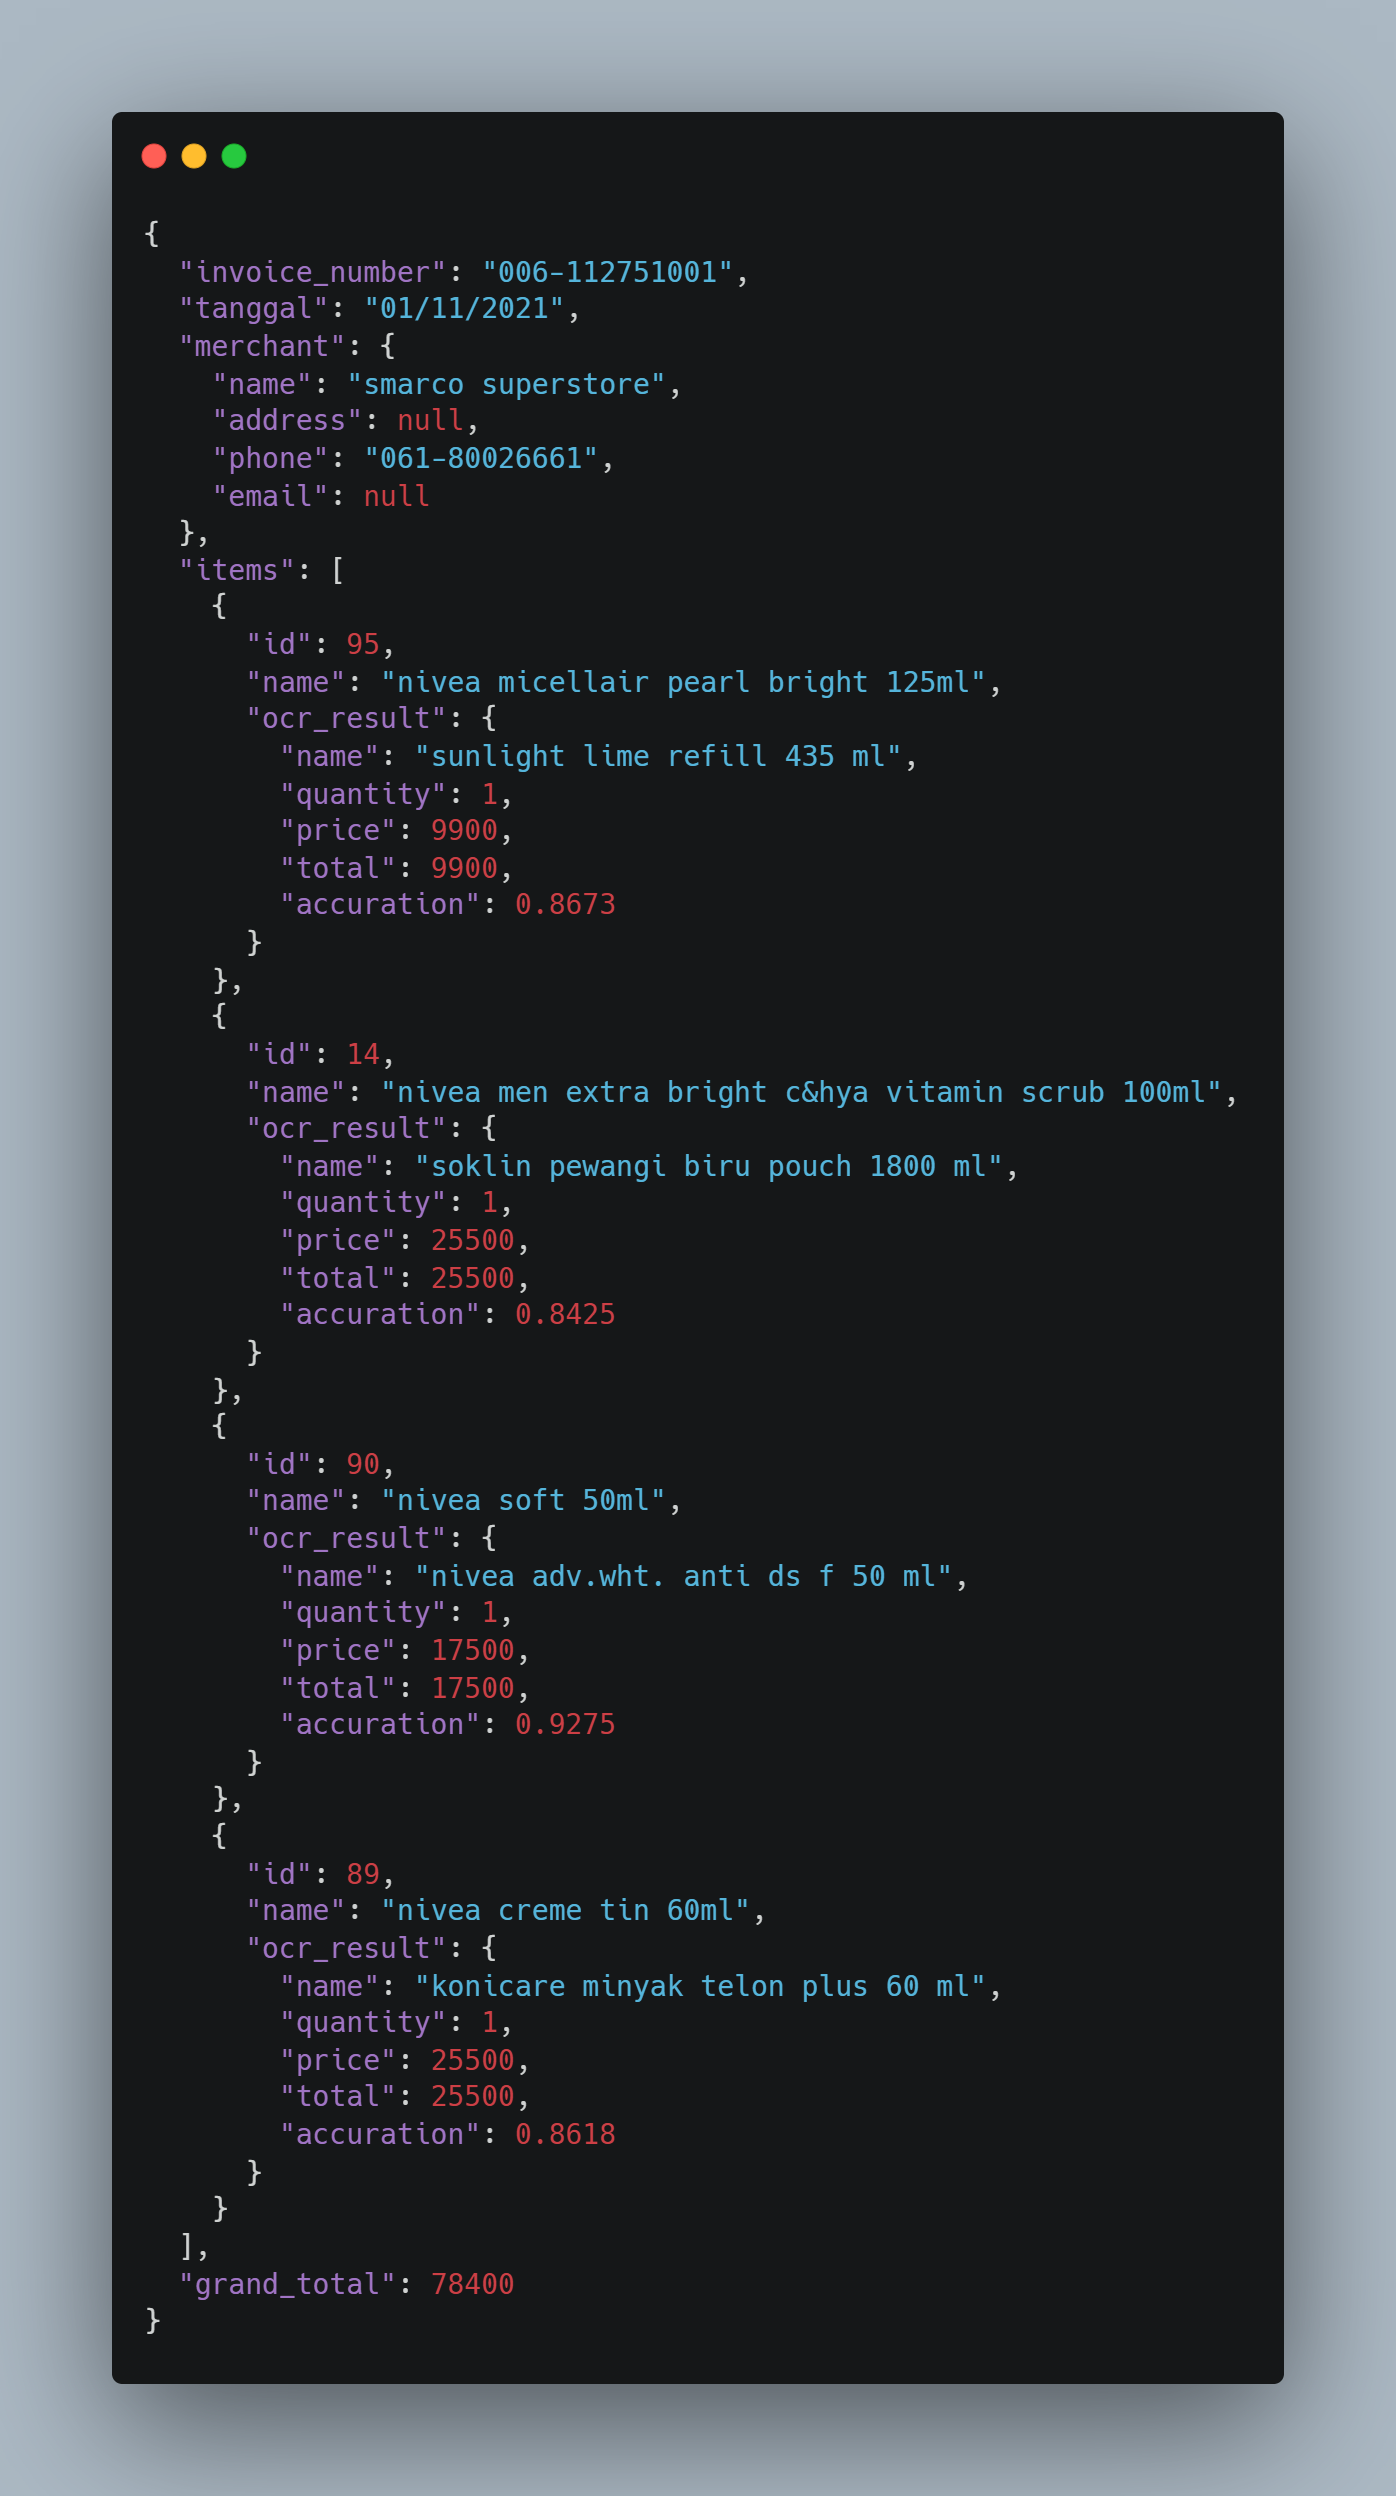 {
  "invoice_number": "006-112751001",
  "tanggal": "01/11/2021",
  "merchant": {
    "name": "smarco superstore",
    "address": null,
    "phone": "061-80026661",
    "email": null
  },
  "items": [
    {
      "id": 95,
      "name": "nivea micellair pearl bright 125ml",
      "ocr_result": {
        "name": "sunlight lime refill 435 ml",
        "quantity": 1,
        "price": 9900,
        "total": 9900,
        "accuration": 0.8673
      }
    },
    {
      "id": 14,
      "name": "nivea men extra bright c&hya vitamin scrub 100ml",
      "ocr_result": {
        "name": "soklin pewangi biru pouch 1800 ml",
        "quantity": 1,
        "price": 25500,
        "total": 25500,
        "accuration": 0.8425
      }
    },
    {
      "id": 90,
      "name": "nivea soft 50ml",
      "ocr_result": {
        "name": "nivea adv.wht. anti ds f 50 ml",
        "quantity": 1,
        "price": 17500,
        "total": 17500,
        "accuration": 0.9275
      }
    },
    {
      "id": 89,
      "name": "nivea creme tin 60ml",
      "ocr_result": {
        "name": "konicare minyak telon plus 60 ml",
        "quantity": 1,
        "price": 25500,
        "total": 25500,
        "accuration": 0.8618
      }
    }
  ],
  "grand_total": 78400
}